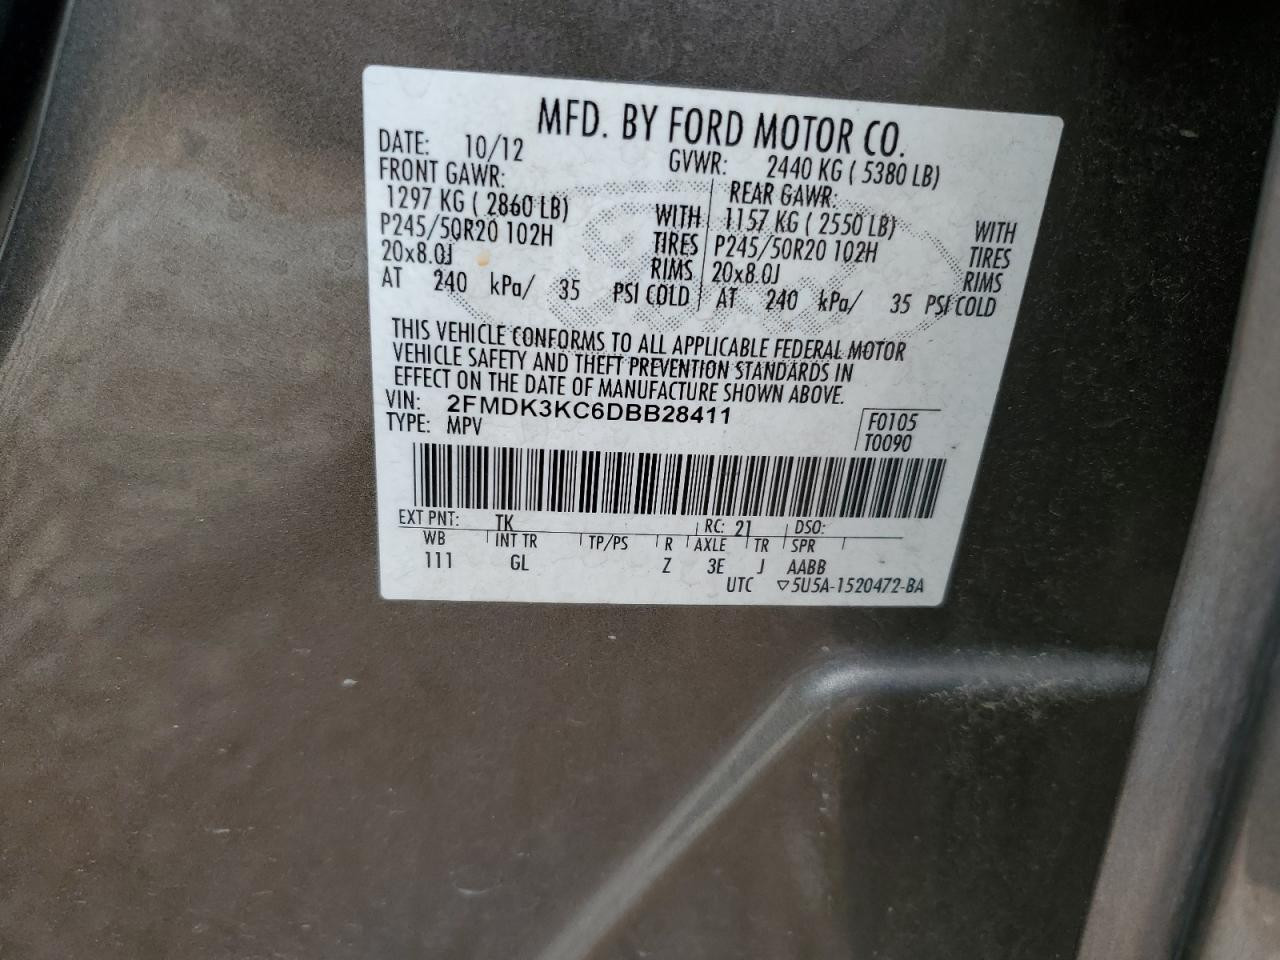 MFD. BY FORD MOTOR CO.
DATE: 10/12 GVWR: 2440 KG ( 5380 LB)
FRONT GAWR: REAR GAWR:
1297 KG ( 2860 LB) WITH 1157 KG ( 2550 LB) WITH
P245/50R20 102H TIRES P245/50R20 102H TIRES
20x8.0J RIMS 20x8.0J RIMS
AT 240 kPa/ 35 PSI COLD AT 240 kPa/ 35 PSI COLD
THIS VEHICLE CONFORMS TO ALL APPLICABLE FEDERAL MOTOR
VEHICLE SAFETY AND THEFT PREVENTION STANDARDS IN
EFFECT ON THE DATE OF MANUFACTURE SHOWN ABOVE.
VIN: 2FMDK3KC6DBB28411
TYPE: MPV
F0105
T0090
EXT PNT: TK RC: 21 DSO:
WB INT TR TP/PS R AXLE TR SPR
111 GL Z 3E J AABB
UTC ▽5U5A-1520472-BA